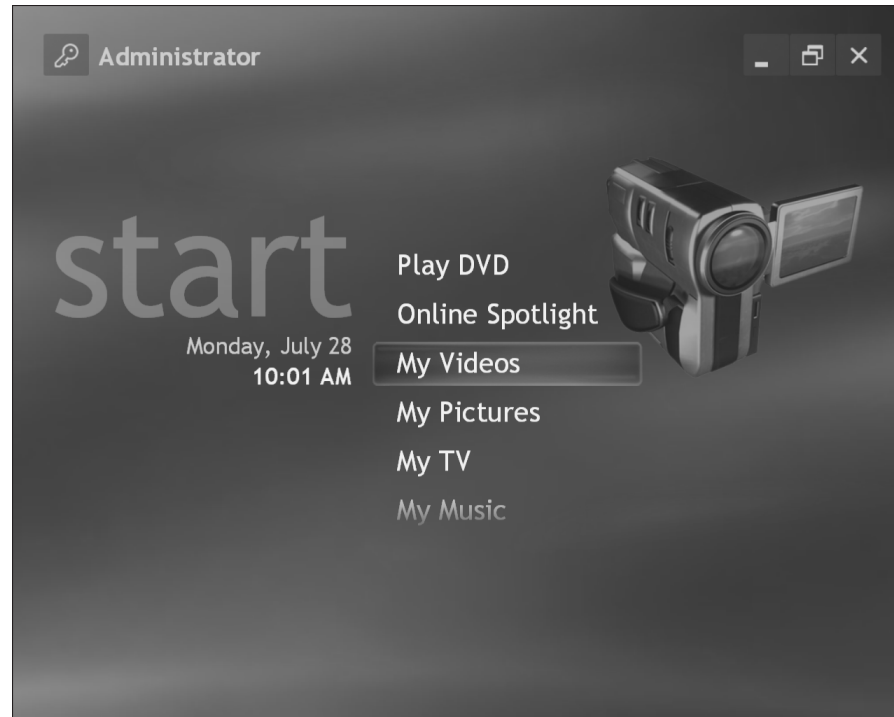 Administrator
start
Monday, July 28
10:01 AM
Play DVD
Online Spotlight
My Videos
My Pictures
My TV
My Music